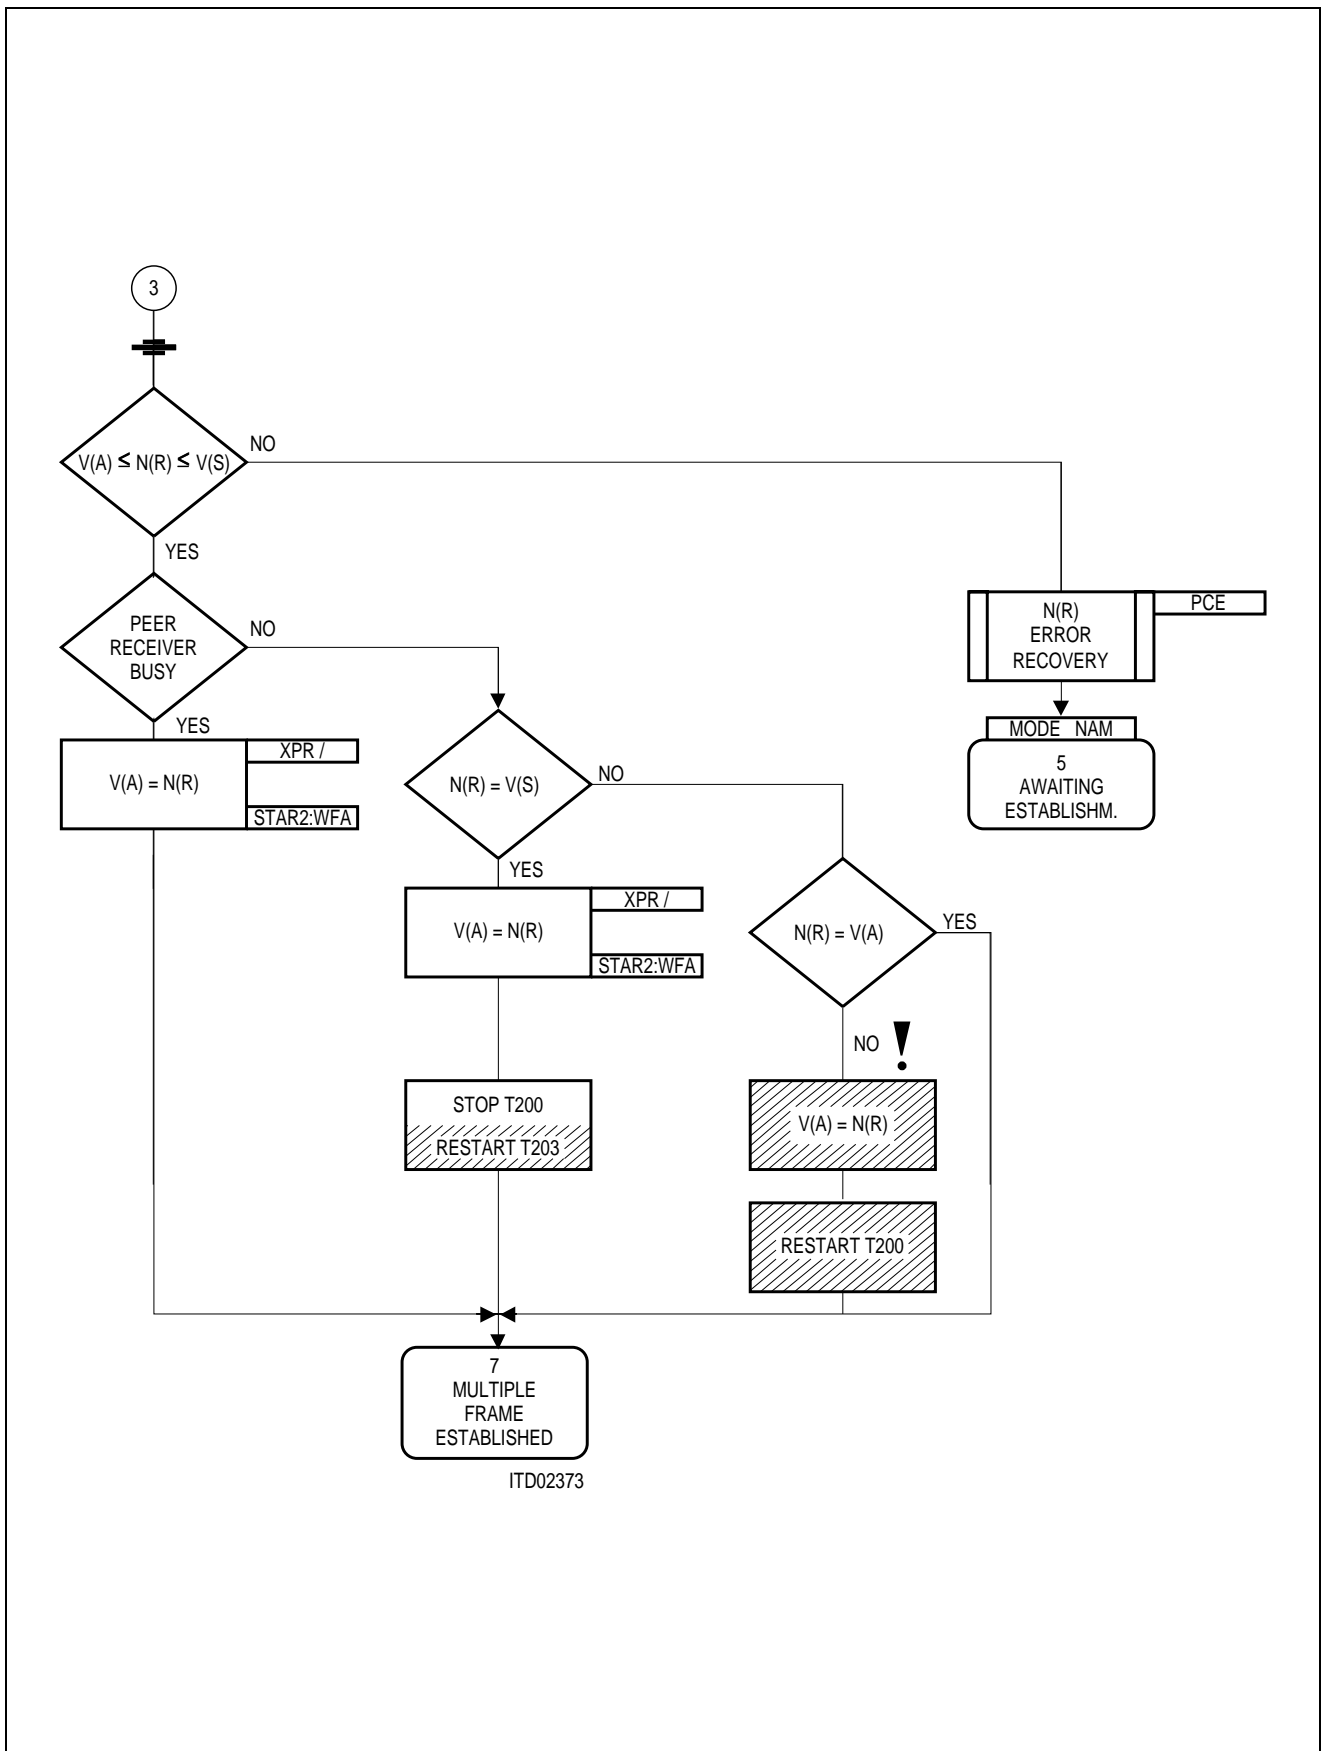 3
V(A) ≤ N(R) ≤ V(S)
NO
YES
PEER
RECEIVER
BUSY
NO
YES
V(A) = N(R)
XPR /
STAR2:WFA
N(R) = V(S)
NO
YES
V(A) = N(R)
XPR /
STAR2:WFA
STOP T200
RESTART T203
N(R) = V(A)
YES
NO !
V(A) = N(R)
RESTART T200
N(R)
ERROR
RECOVERY
PCE
MODE NAM
5
AWAITING
ESTABLISHM.
7
MULTIPLE
FRAME
ESTABLISHED
ITD02373